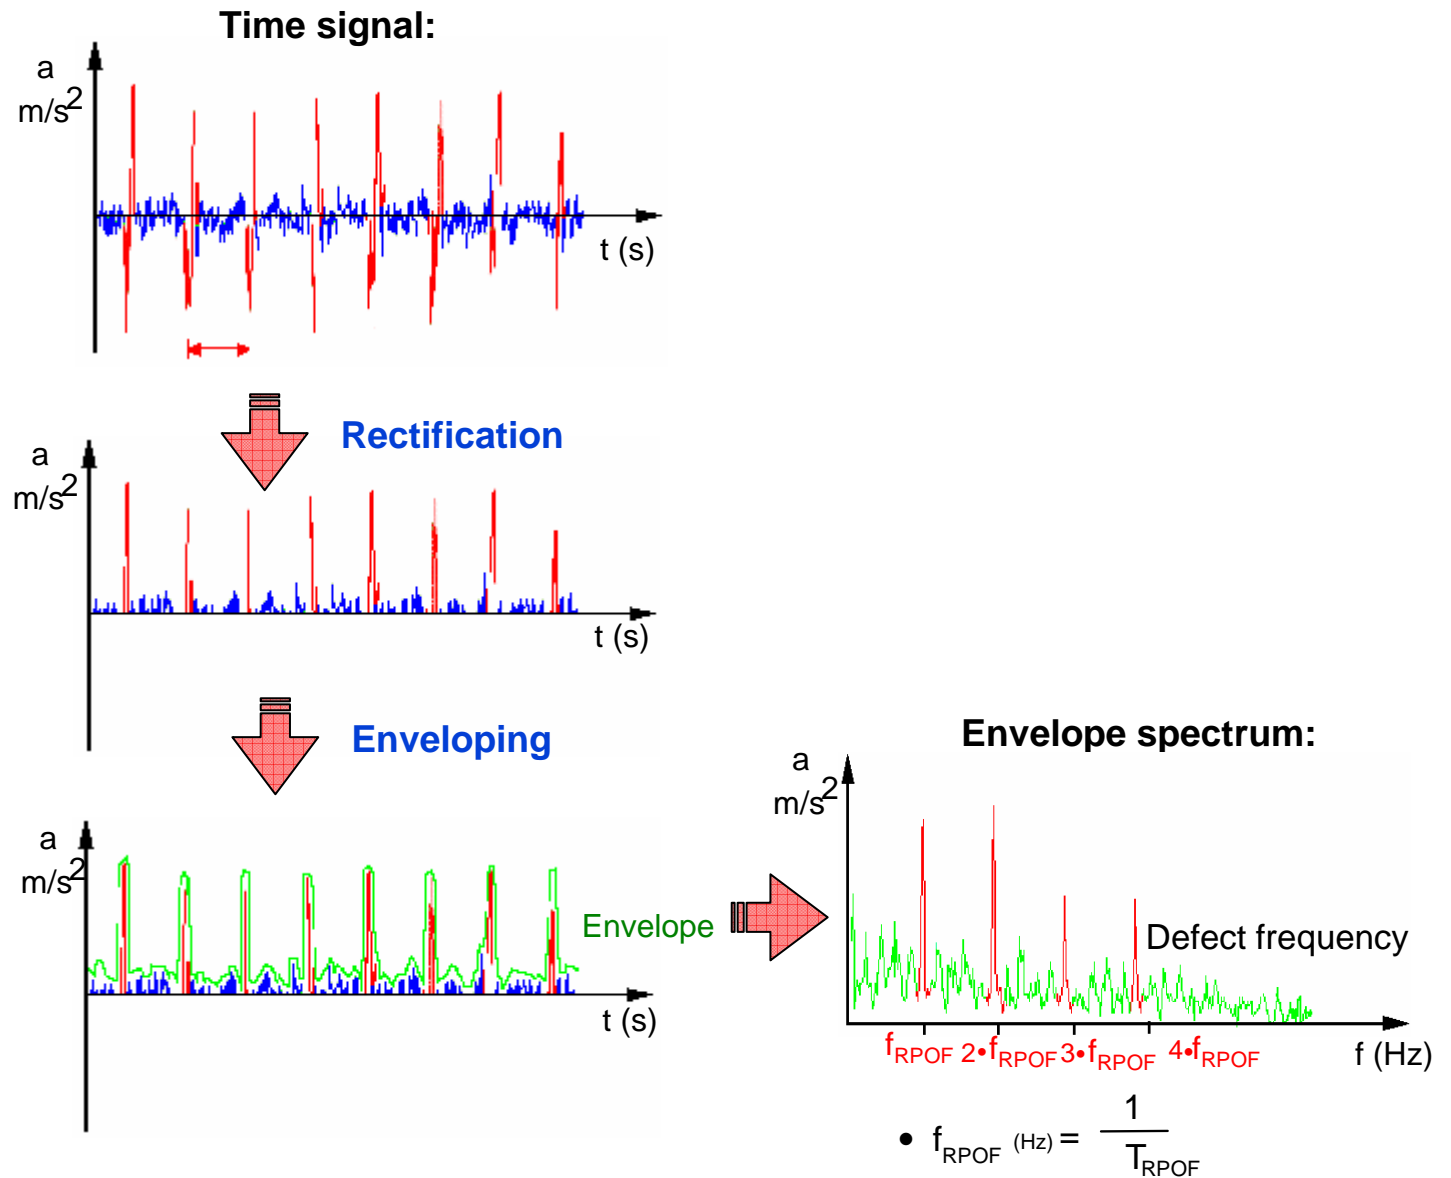 Time signal:
a
m/s²
t (s)
Rectification
a
m/s²
t (s)
Enveloping
a
m/s²
Envelope
t (s)
Envelope spectrum:
a
m/s²
Defect frequency
fRPOF 2•fRPOF 3•fRPOF 4•fRPOF
f (Hz)
• fRPOF (Hz) = 1 / TRPOF